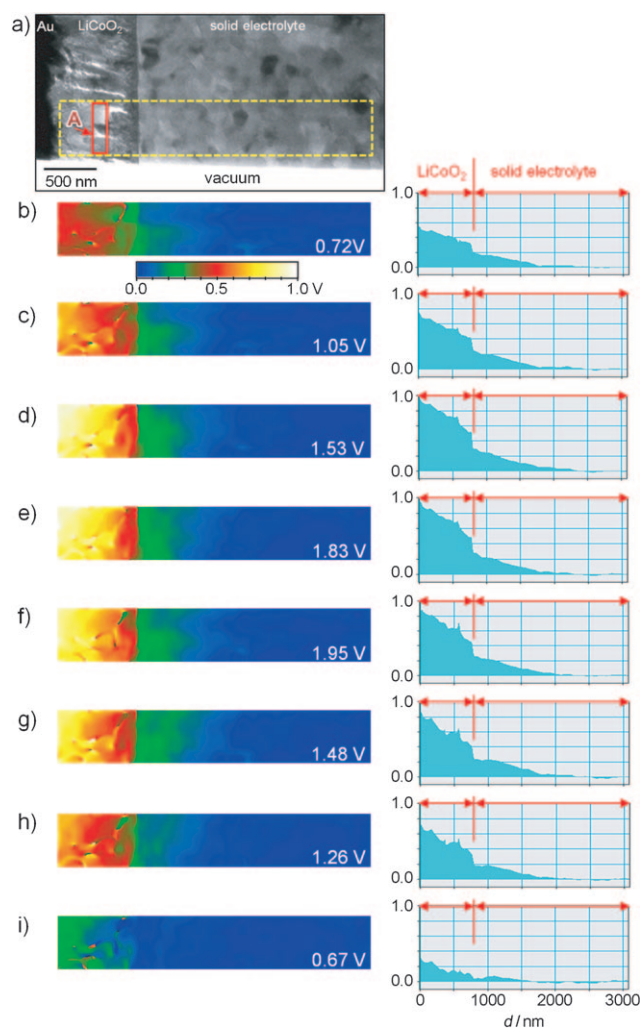 a)
Au LiCoO₂ solid electrolyte
A
500 nm
vacuum
LiCoO₂ solid electrolyte
b)
0.72V
0.0 0.5 1.0 V
1.0
0.0
c)
1.05 V
1.0
0.0
d)
1.53 V
1.0
0.0
e)
1.83 V
1.0
0.0
f)
1.95 V
1.0
0.0
g)
1.48 V
1.0
0.0
h)
1.26 V
1.0
0.0
i)
0.67 V
1.0
0.0
0 1000 2000 3000
d / nm